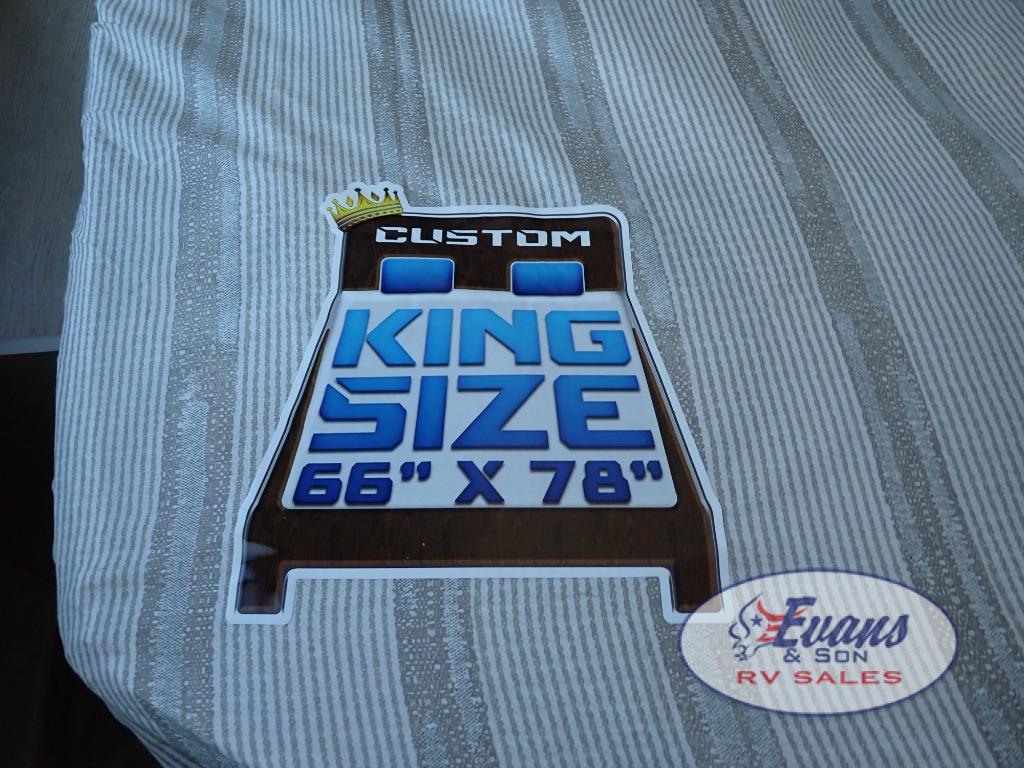 CUSTOM
KING
SIZE
66" X 78"
Evans
& SON
RV SALES